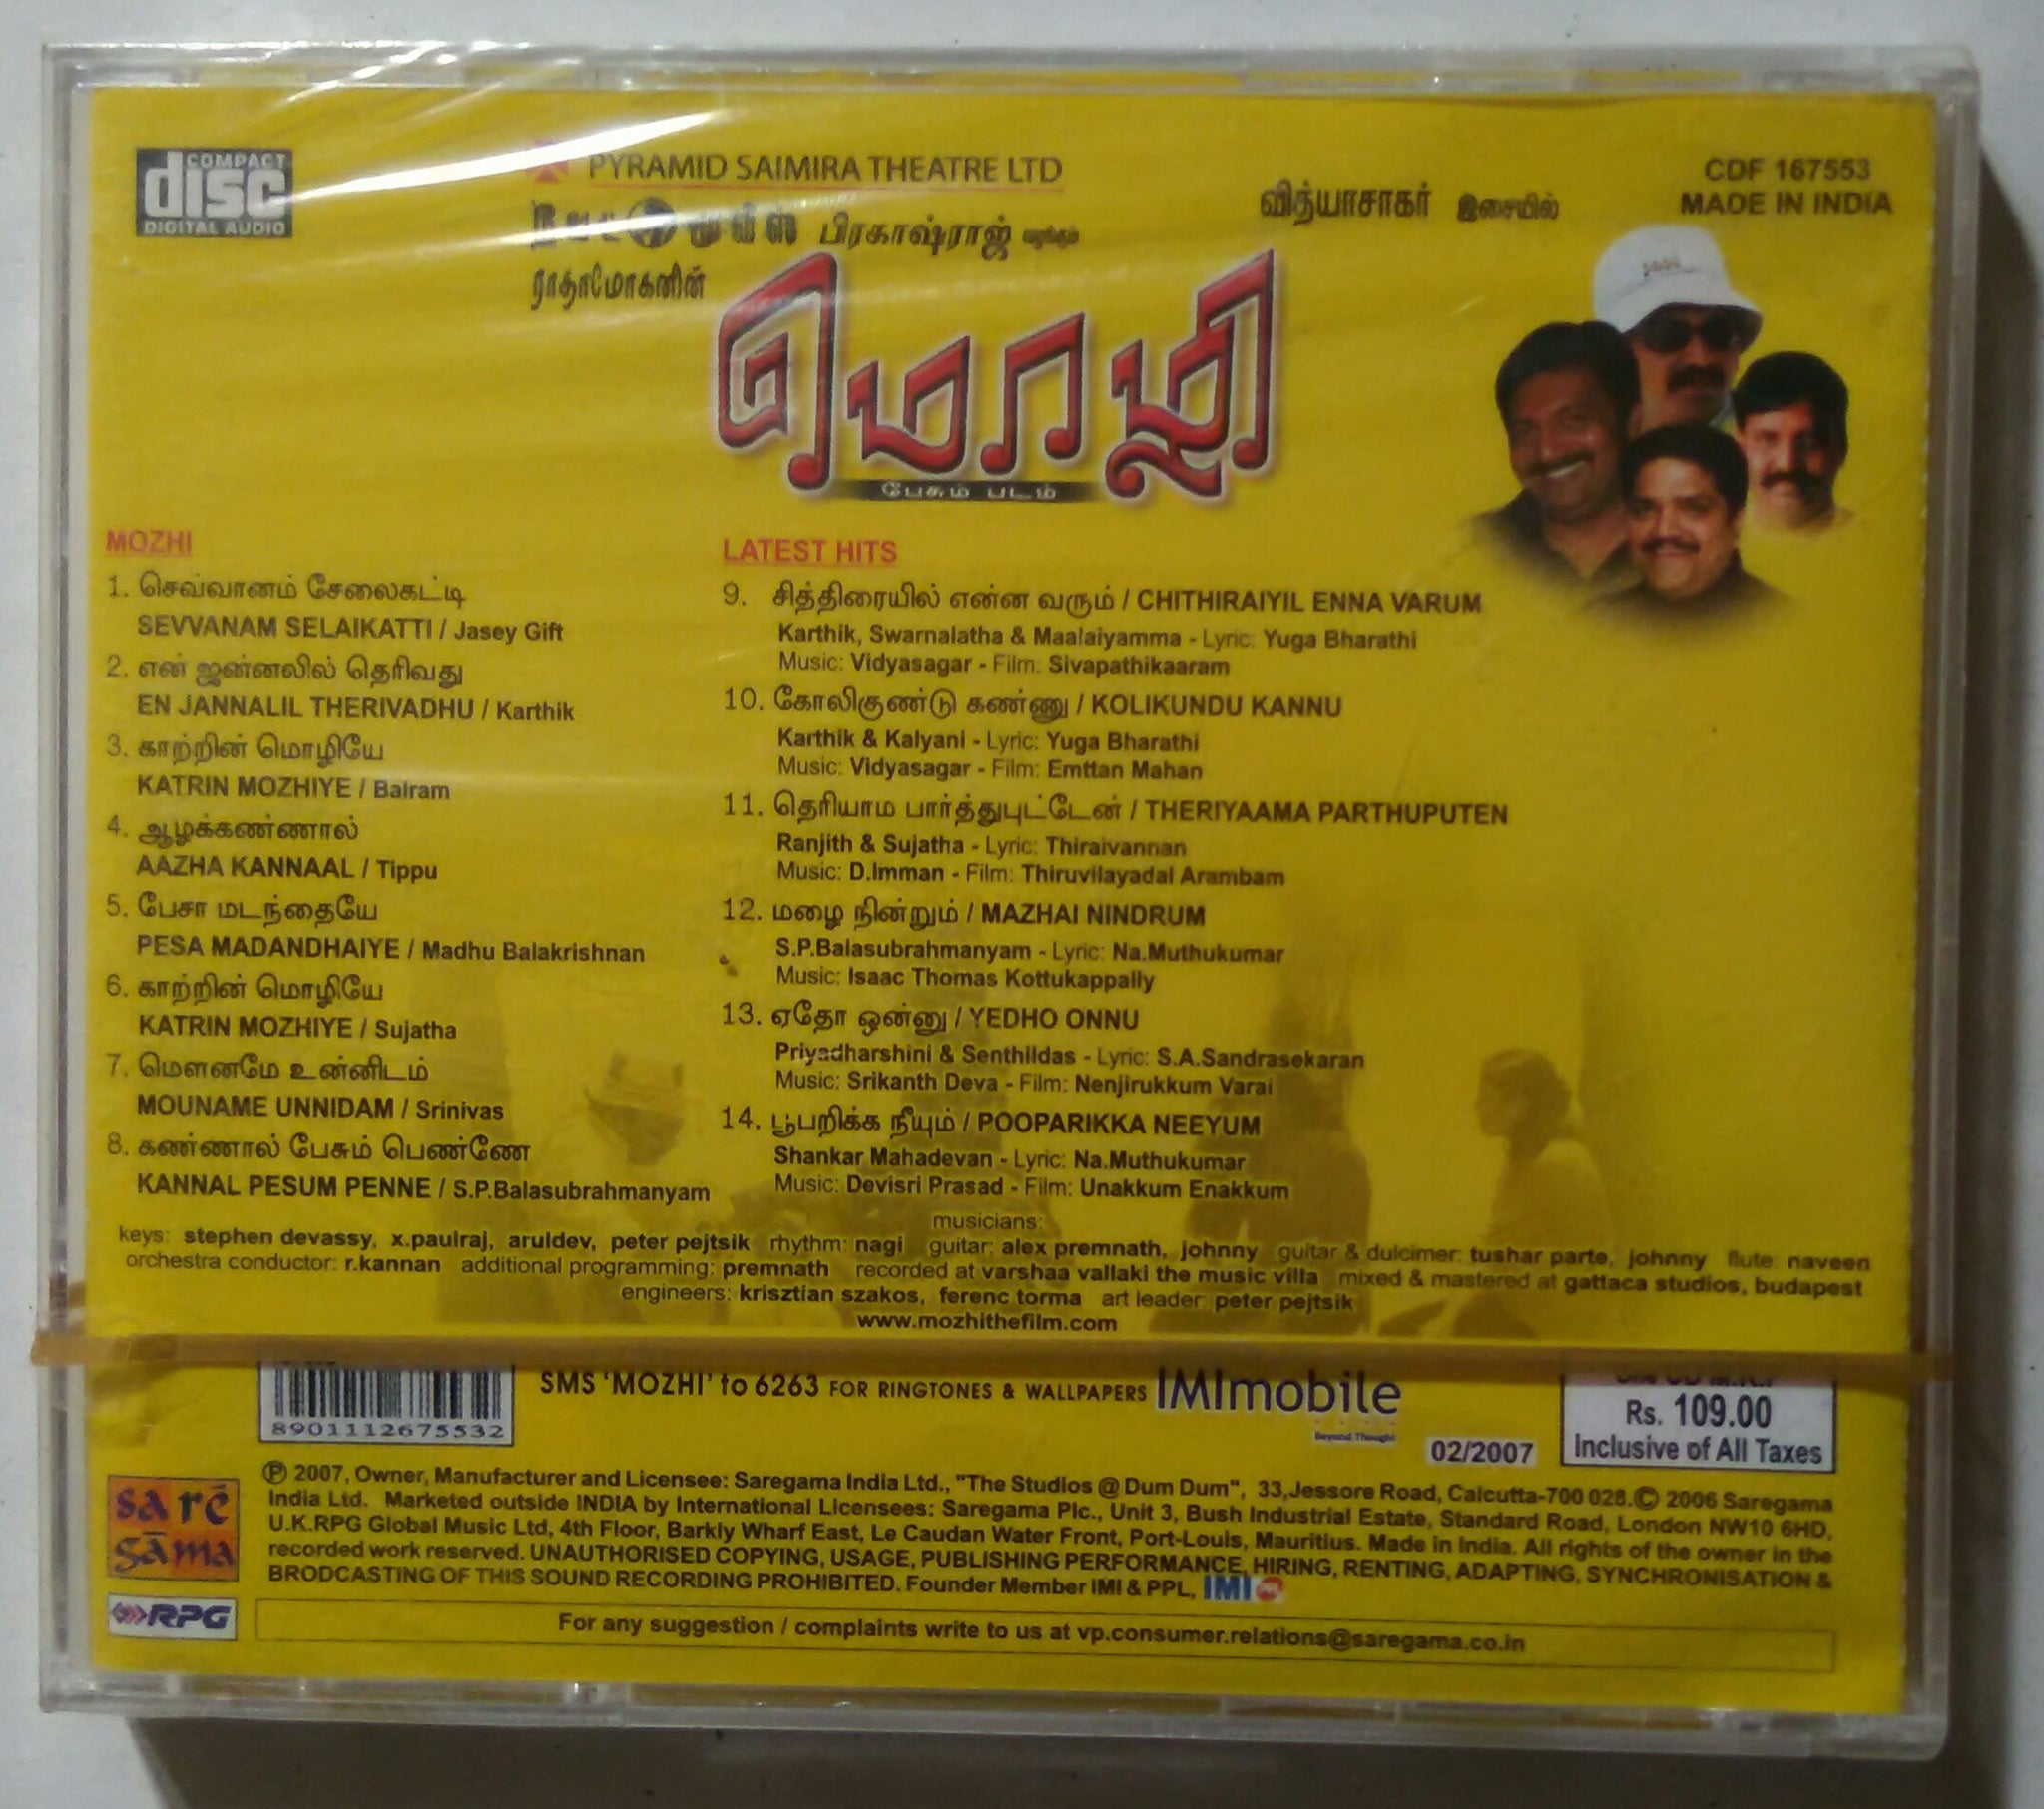 COMPACT
disc
DIGITAL AUDIO
PYRAMID SAIMIRA THEATRE LTD
பிரகாஷ்ராஜ் வழங்கும்
ராதாமோகனின்
மொழி
பேசும் படம்
வித்யாசாகர் இசையில்
CDF 167553
MADE IN INDIA
MOZHI
1. செவ்வானம் சேலைகட்டி
SEVVANAM SELAIKATTI / Jasey Gift
2. என் ஜன்னலில் தெரிவது
EN JANNALIL THERIVADHU / Karthik
3. காற்றின் மொழியே
KATRIN MOZHIYE / Balram
4. ஆழக்கண்ணால்
AAZHA KANNAAL / Tippu
5. பேசா மடந்தையே
PESA MADANDHAIYE / Madhu Balakrishnan
6. காற்றின் மொழியே
KATRIN MOZHIYE / Sujatha
7. மௌனமே உன்னிடம்
MOUNAME UNNIDAM / Srinivas
8. கண்ணால் பேசும் பெண்ணே
KANNAL PESUM PENNE / S.P.Balasubrahmanyam
LATEST HITS
9. சித்திரையில் என்ன வரும் / CHITHIRAIYIL ENNA VARUM
Karthik, Swarnalatha & Maalaiyamma - Lyric: Yuga Bharathi
Music: Vidyasagar - Film: Sivapathikaaram
10. கோலிகுண்டு கண்ணு / KOLIKUNDU KANNU
Karthik & Kalyani - Lyric: Yuga Bharathi
Music: Vidyasagar - Film: Emttan Mahan
11. தெரியாம பார்த்துபுட்டேன் / THERIYAAMA PARTHUPUTEN
Ranjith & Sujatha - Lyric: Thiraivannan
Music: D.Imman - Film: Thiruvilayadal Arambam
12. மழை நின்றும் / MAZHAI NINDRUM
S.P.Balasubrahmanyam - Lyric: Na.Muthukumar
Music: Isaac Thomas Kottukappally
13. ஏதோ ஒன்னு / YEDHO ONNU
Priyadharshini & Senthildas - Lyric: S.A.Sandrasekaran
Music: Srikanth Deva - Film: Nenjirukkum Varai
14. பூபறிக்க நீயும் / POOPARIKKA NEEYUM
Shankar Mahadevan - Lyric: Na.Muthukumar
Music: Devisri Prasad - Film: Unakkum Enakkum
musicians:
keys: stephen devassy, x.paulraj, aruldev, peter pejtsik rhythm: nagi guitar: alex premnath, johnny guitar & dulcimer: tushar parte, johnny flute: naveen
orchestra conductor: r.kannan additional programming: premnath recorded at varshaa vallaki the music villa mixed & mastered at gattaca studios, budapest
engineers: krisztian szakos, ferenc torma art leader: peter pejtsik
www.mozhithefilm.com
8901112675532
SMS 'MOZHI' to 6263 FOR RINGTONES & WALLPAPERS IMImobile
Beyond Thought
02/2007
One CD M.R.P
Rs. 109.00
Inclusive of All Taxes
sa rē
gāma
RPG
Ⓟ 2007, Owner, Manufacturer and Licensee: Saregama India Ltd., "The Studios @ Dum Dum", 33,Jessore Road, Calcutta-700 028.© 2006 Saregama
India Ltd. Marketed outside INDIA by International Licensees: Saregama Plc., Unit 3, Bush Industrial Estate, Standard Road, London NW10 6HD,
U.K.RPG Global Music Ltd, 4th Floor, Barkly Wharf East, Le Caudan Water Front, Port-Louis, Mauritius. Made in India. All rights of the owner in the
recorded work reserved. UNAUTHORISED COPYING, USAGE, PUBLISHING PERFORMANCE, HIRING, RENTING, ADAPTING, SYNCHRONISATION &
BRODCASTING OF THIS SOUND RECORDING PROHIBITED. Founder Member IMI & PPL, IMI
For any suggestion / complaints write to us at vp.consumer.relations@saregama.co.in